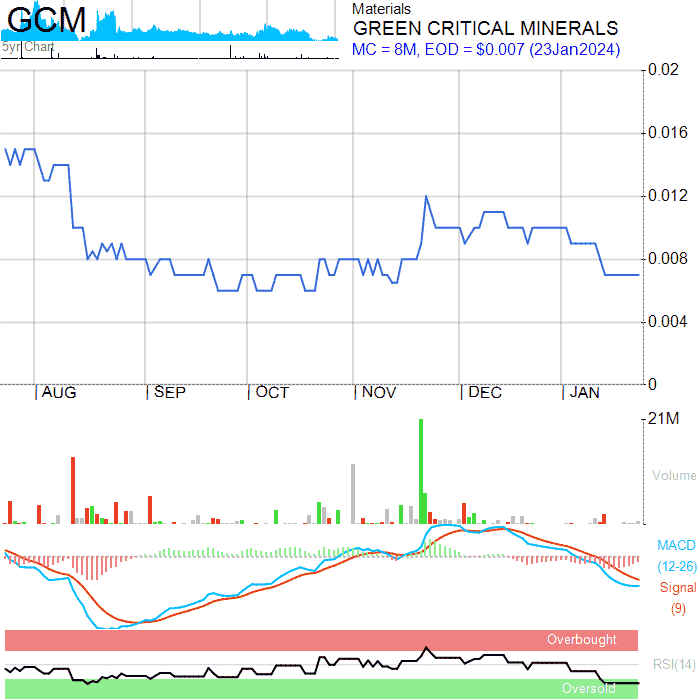 GCM
5yr Chart
Materials
GREEN CRITICAL MINERALS
MC = 8M, EOD = $0.007 (23Jan2024)
0.02
0.016
0.012
0.008
0.004
0
AUG SEP OCT NOV DEC JAN
21M
Volume
MACD
(12-26)
Signal
(9)
Overbought
RSI(14)
Oversold